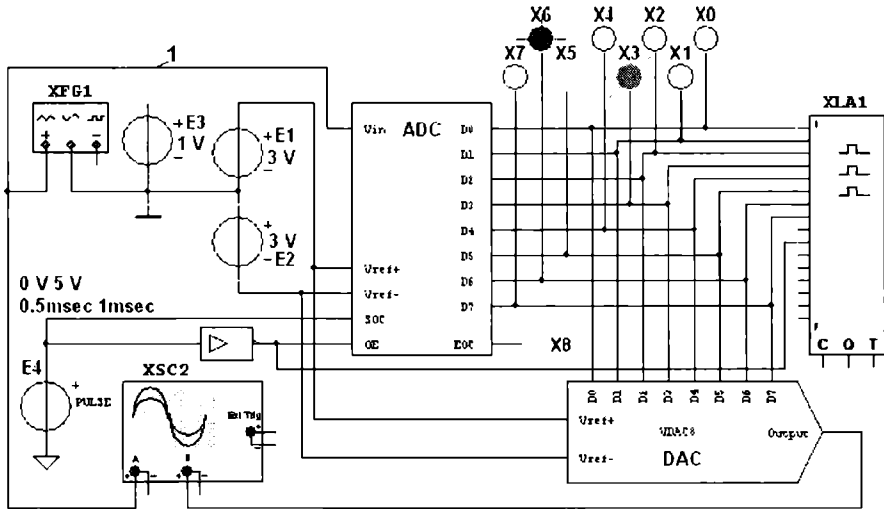 X6
X4
X2
X0
X7
X5
X3
X1
1
XFG1
XLA1
ADC
Vin
D0
D1
D2
D3
D4
D5
D6
D7
+E3
1 V
+E1
3 V
+
3 V
-E2
Vref+
Vref-
SOC
OE
EOC
X8
0 V 5 V
0.5msec 1msec
E4
+
PULSE
XSC2
Ext Trig
A
B
C Q T
D0 D1 D2 D3 D4 D5 D6 D7
Vref+
VDAC8
Output
Vref-
DAC